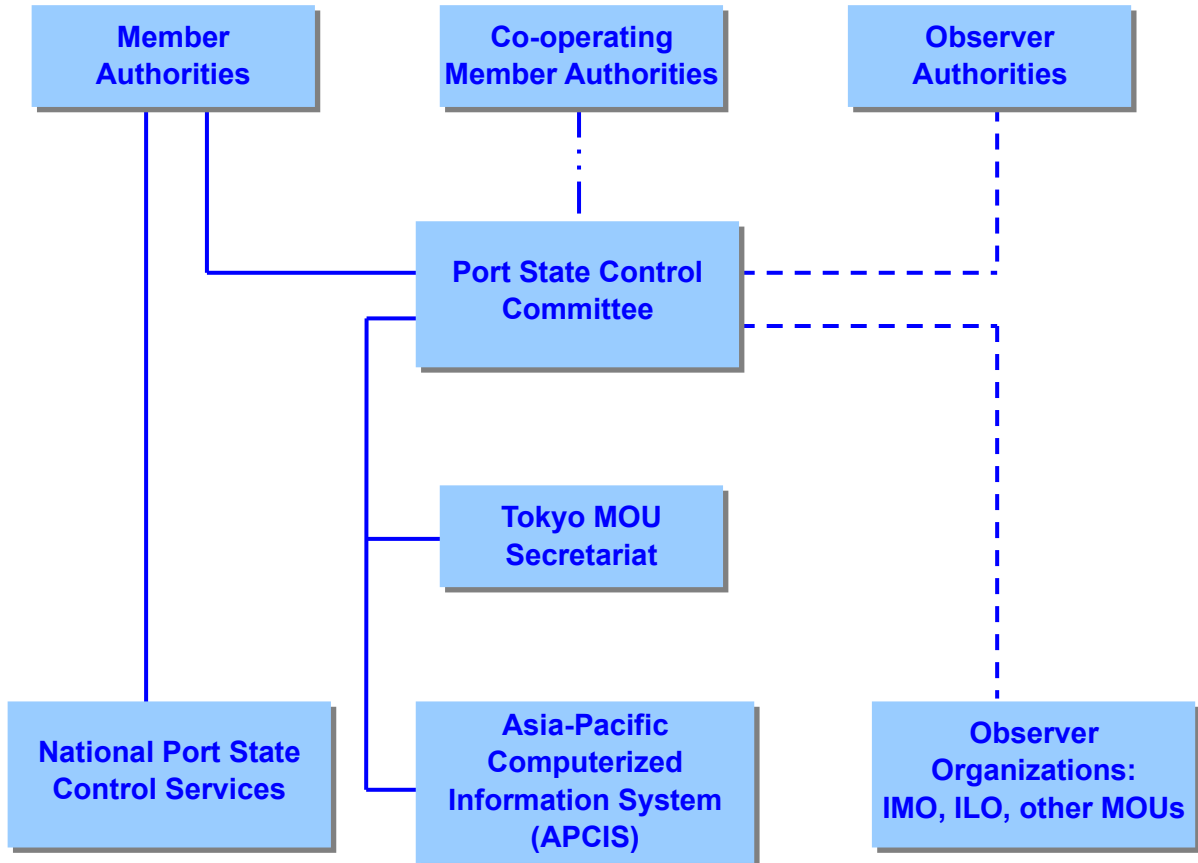 Member
Authorities
Co-operating
Member Authorities
Observer
Authorities
Port State Control
Committee
Tokyo MOU
Secretariat
National Port State
Control Services
Asia-Pacific
Computerized
Information System
(APCIS)
Observer
Organizations:
IMO, ILO, other MOUs